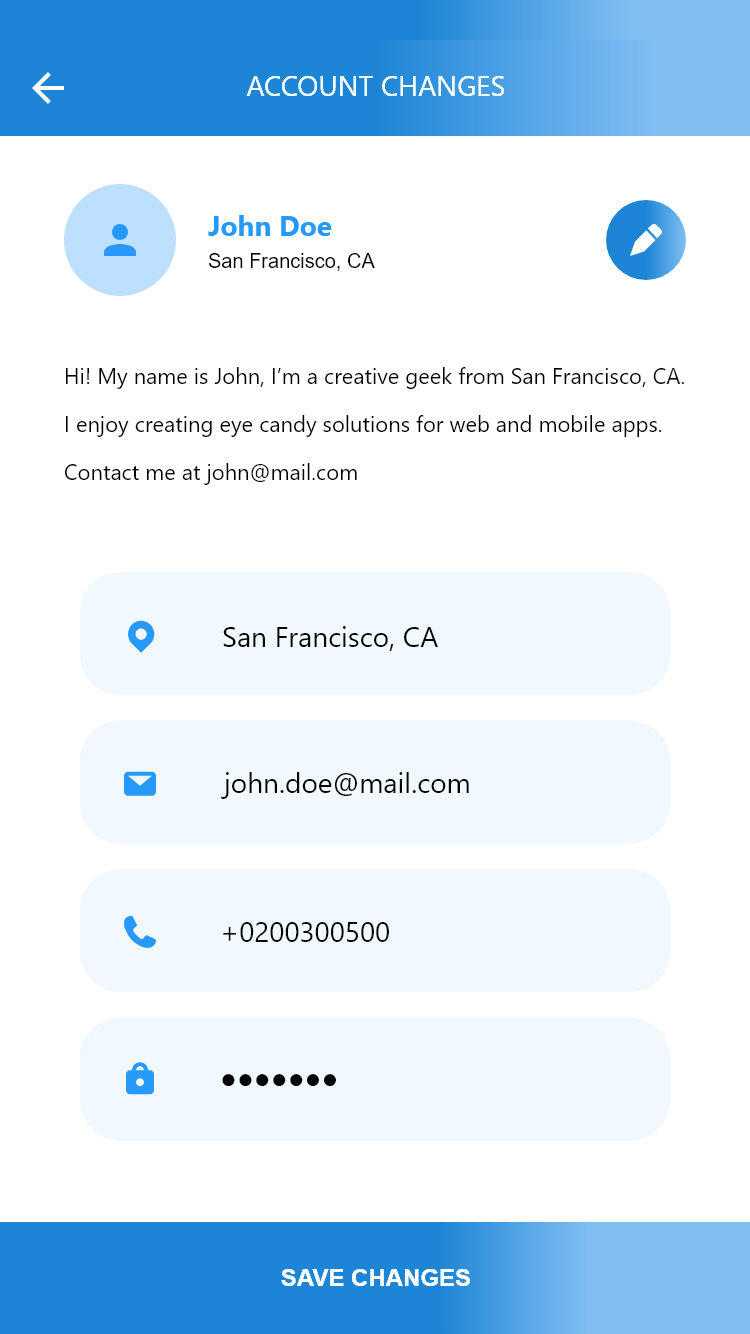 ACCOUNT CHANGES
John Doe
San Francisco, CA
Hi! My name is John, I’m a creative geek from San Francisco, CA.
I enjoy creating eye candy solutions for web and mobile apps.
Contact me at john@mail.com
San Francisco, CA
john.doe@mail.com
+0200300500
●●●●●●●
SAVE CHANGES